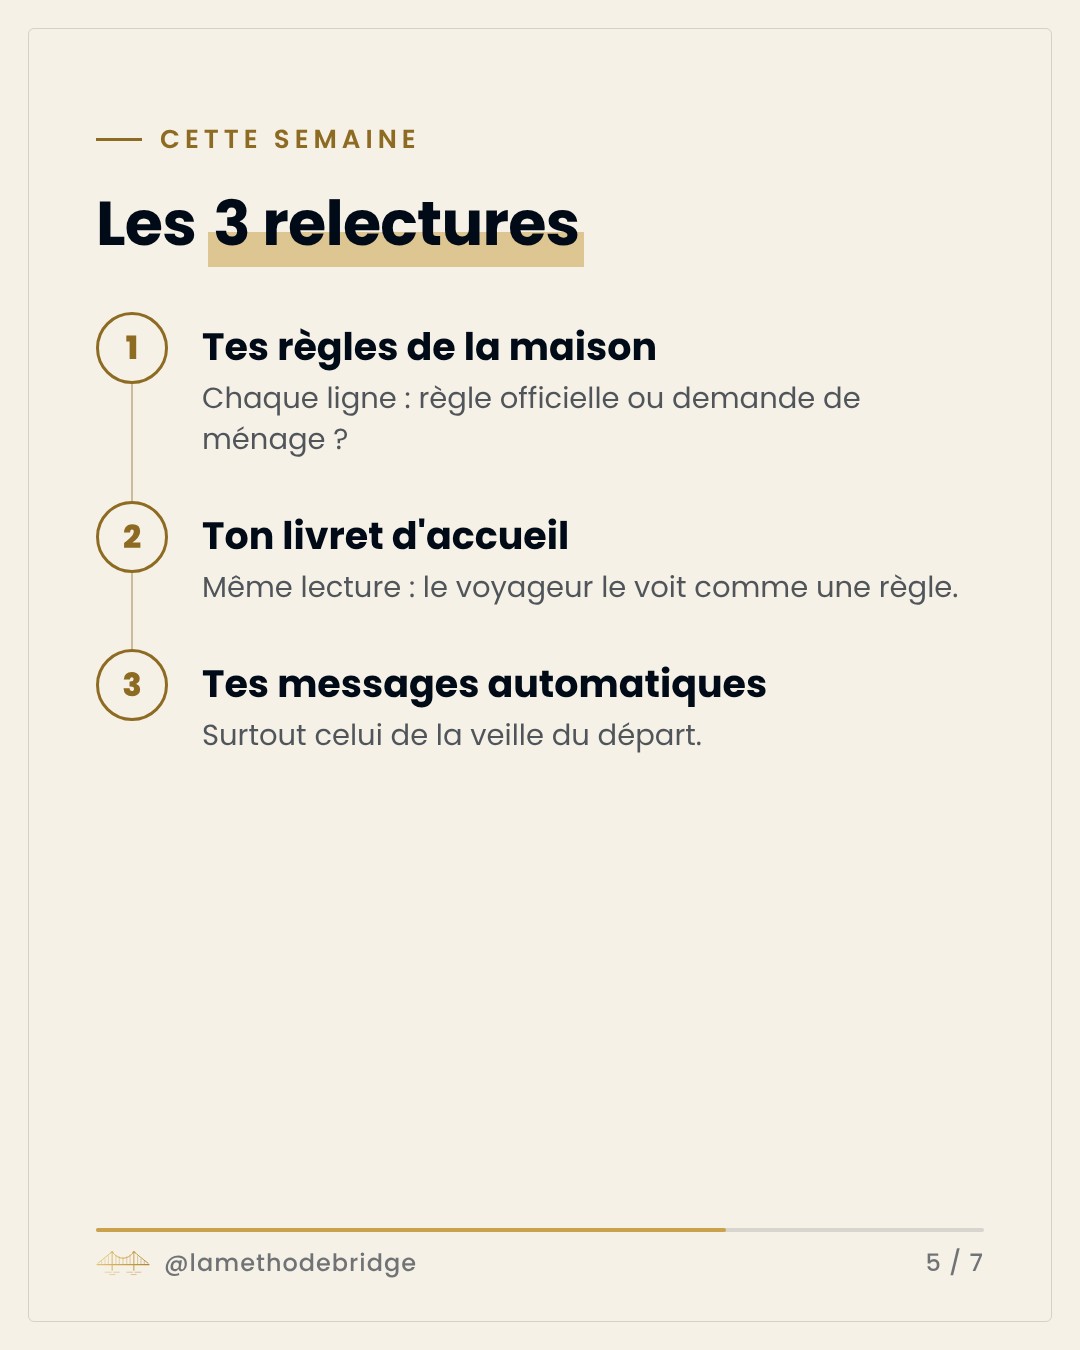 CETTE SEMAINE
Les 3 relectures
1
Tes règles de la maison
Chaque ligne : règle officielle ou demande de
ménage ?
2
Ton livret d'accueil
Même lecture : le voyageur le voit comme une règle.
3
Tes messages automatiques
Surtout celui de la veille du départ.
@lamethodebridge
5 / 7